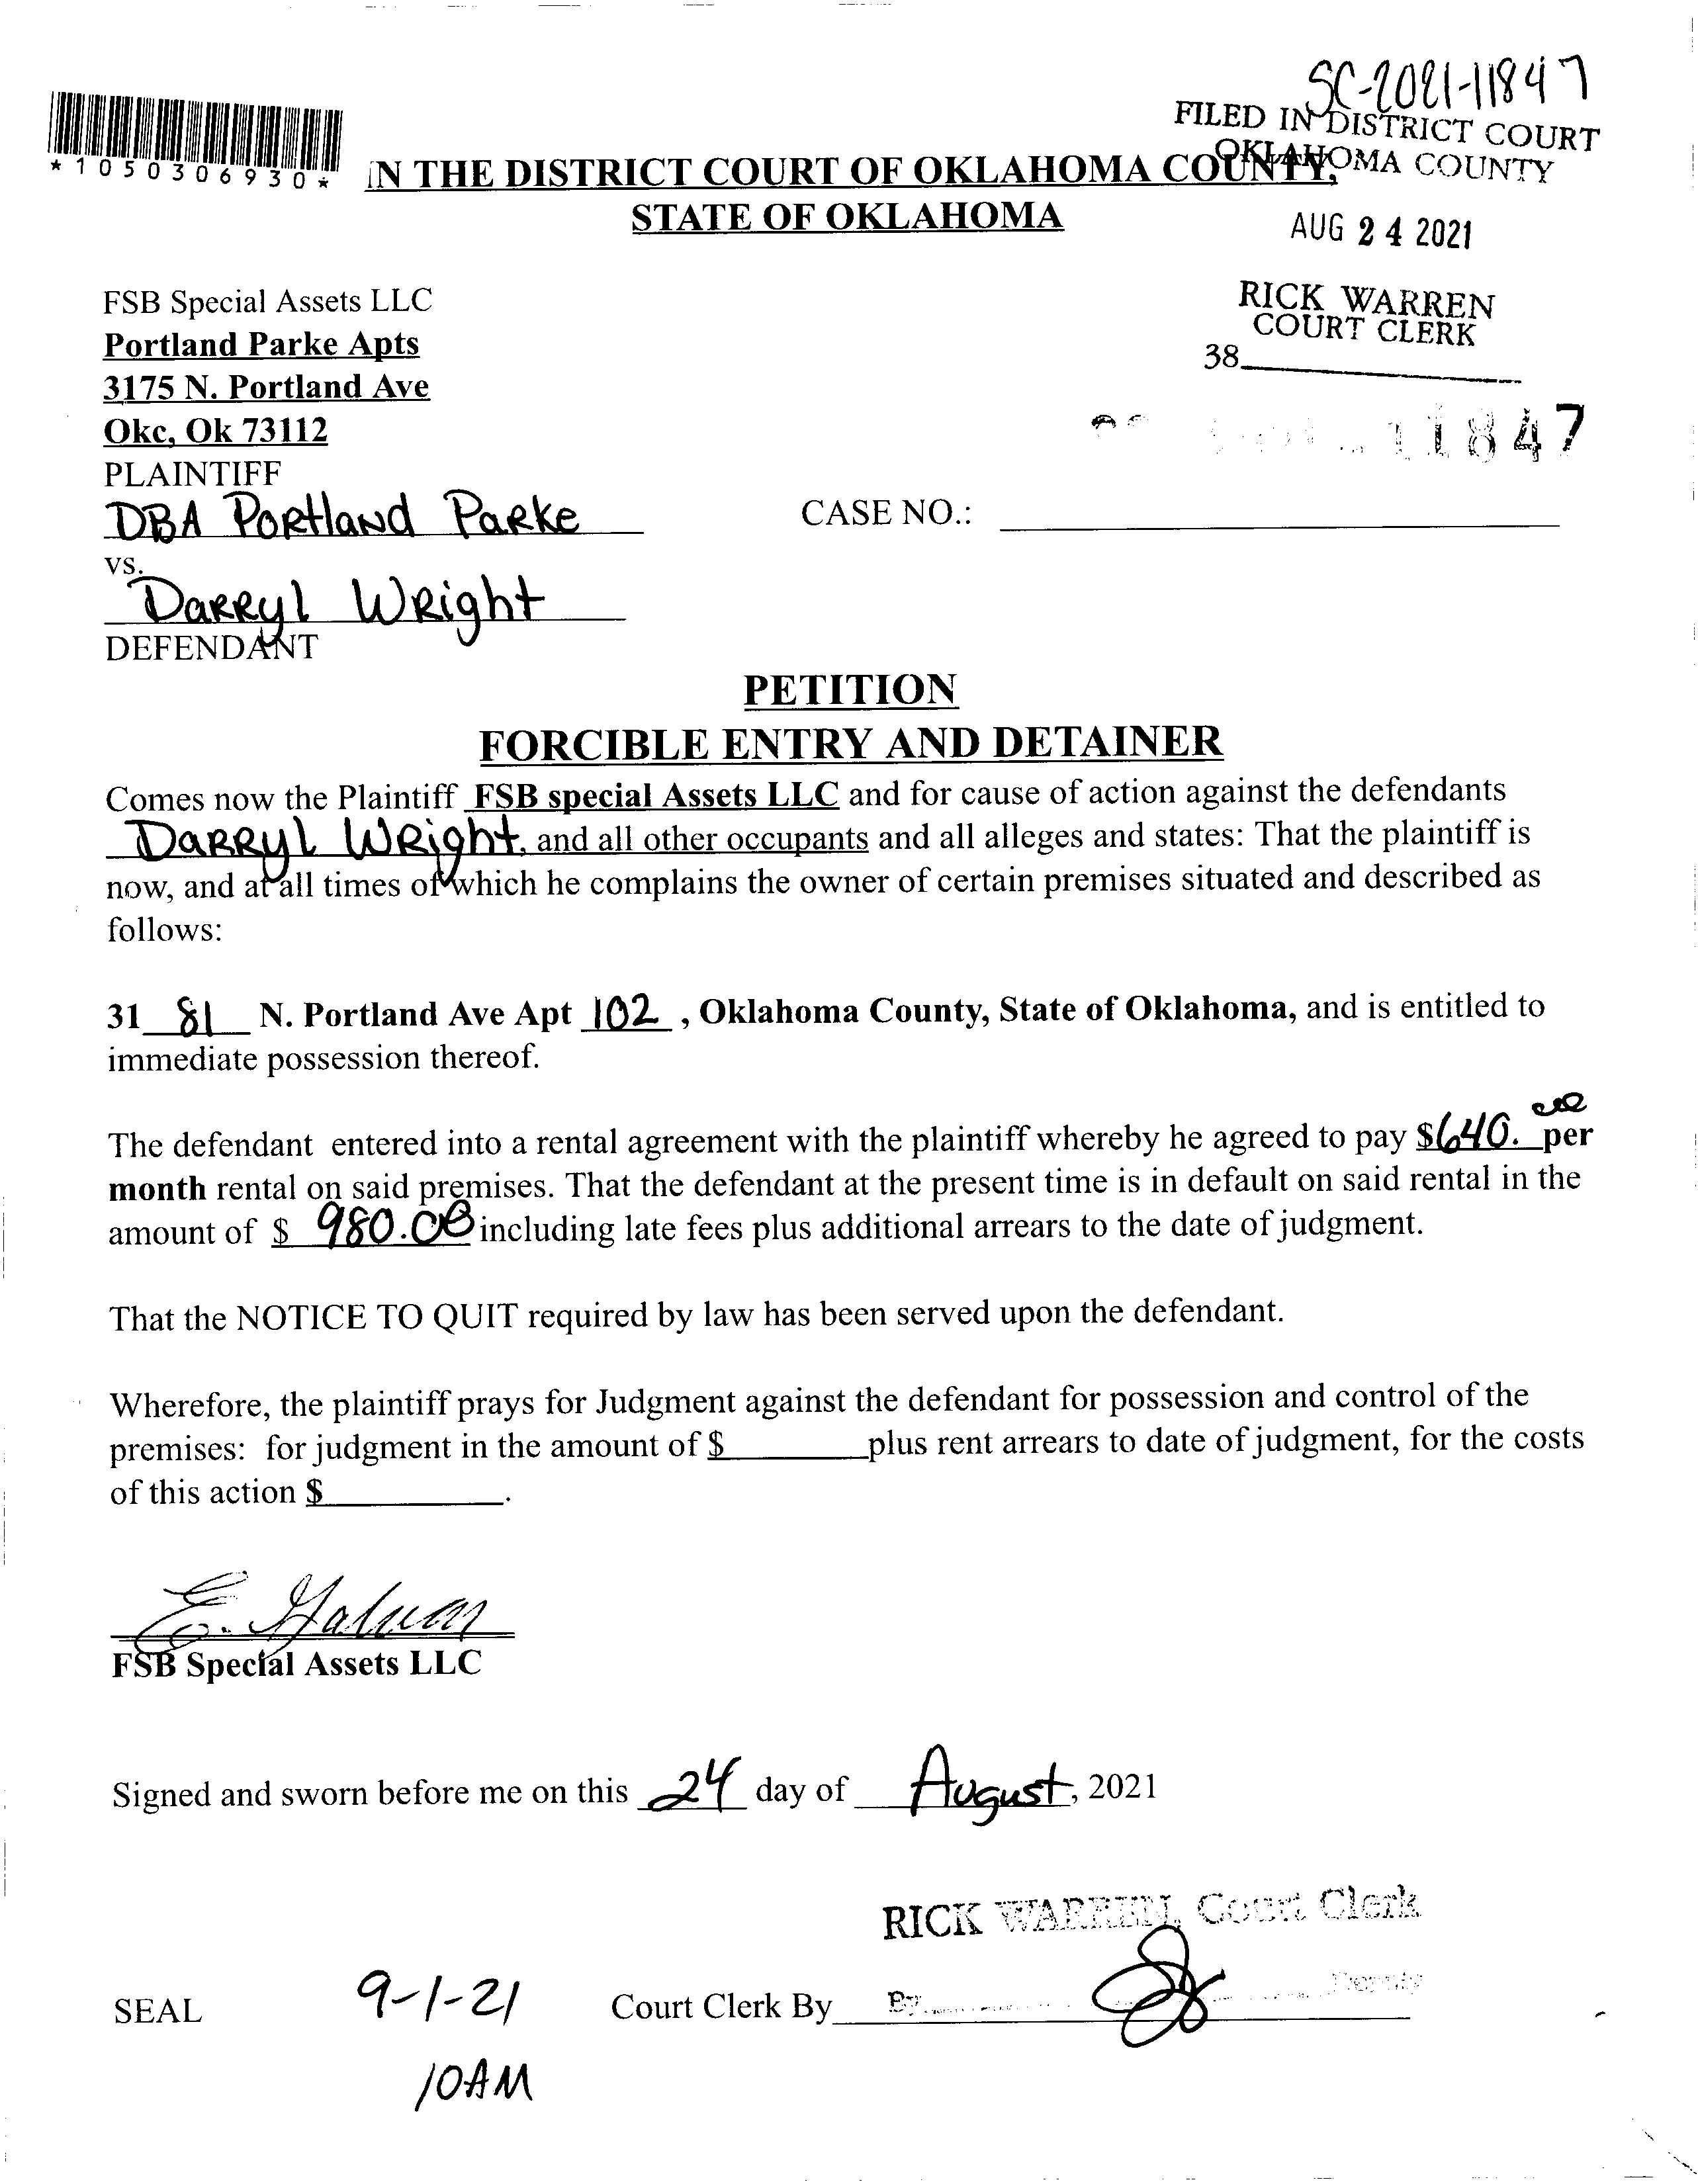 SC-2021-11847
FILED IN DISTRICT COURT
OKLAHOMA COUNTY
*1050306930*
IN THE DISTRICT COURT OF OKLAHOMA COUNTY,
STATE OF OKLAHOMA
AUG 24 2021
FSB Special Assets LLC
RICK WARREN
COURT CLERK
Portland Parke Apts
38
3175 N. Portland Ave
Okc, Ok 73112
11847
PLAINTIFF
DBA Portland Parke
CASE NO.:
vs.
Darryl Wright
DEFENDANT
PETITION
FORCIBLE ENTRY AND DETAINER
Comes now the Plaintiff FSB special Assets LLC and for cause of action against the defendants
Darryl Wright, and all other occupants and all alleges and states: That the plaintiff is
now, and at all times of which he complains the owner of certain premises situated and described as
follows:
31 81 N. Portland Ave Apt 102, Oklahoma County, State of Oklahoma, and is entitled to
immediate possession thereof.
The defendant entered into a rental agreement with the plaintiff whereby he agreed to pay $640. 00 per
month rental on said premises. That the defendant at the present time is in default on said rental in the
amount of $ 980.00 including late fees plus additional arrears to the date of judgment.
That the NOTICE TO QUIT required by law has been served upon the defendant.
Wherefore, the plaintiff prays for Judgment against the defendant for possession and control of the
premises: for judgment in the amount of $ plus rent arrears to date of judgment, for the costs
of this action $ .
FSB Special Assets LLC
Signed and sworn before me on this 24 day of August, 2021
RICK WARREN, Court Clerk
SEAL 9-1-21 Court Clerk By By Deputy
10AM